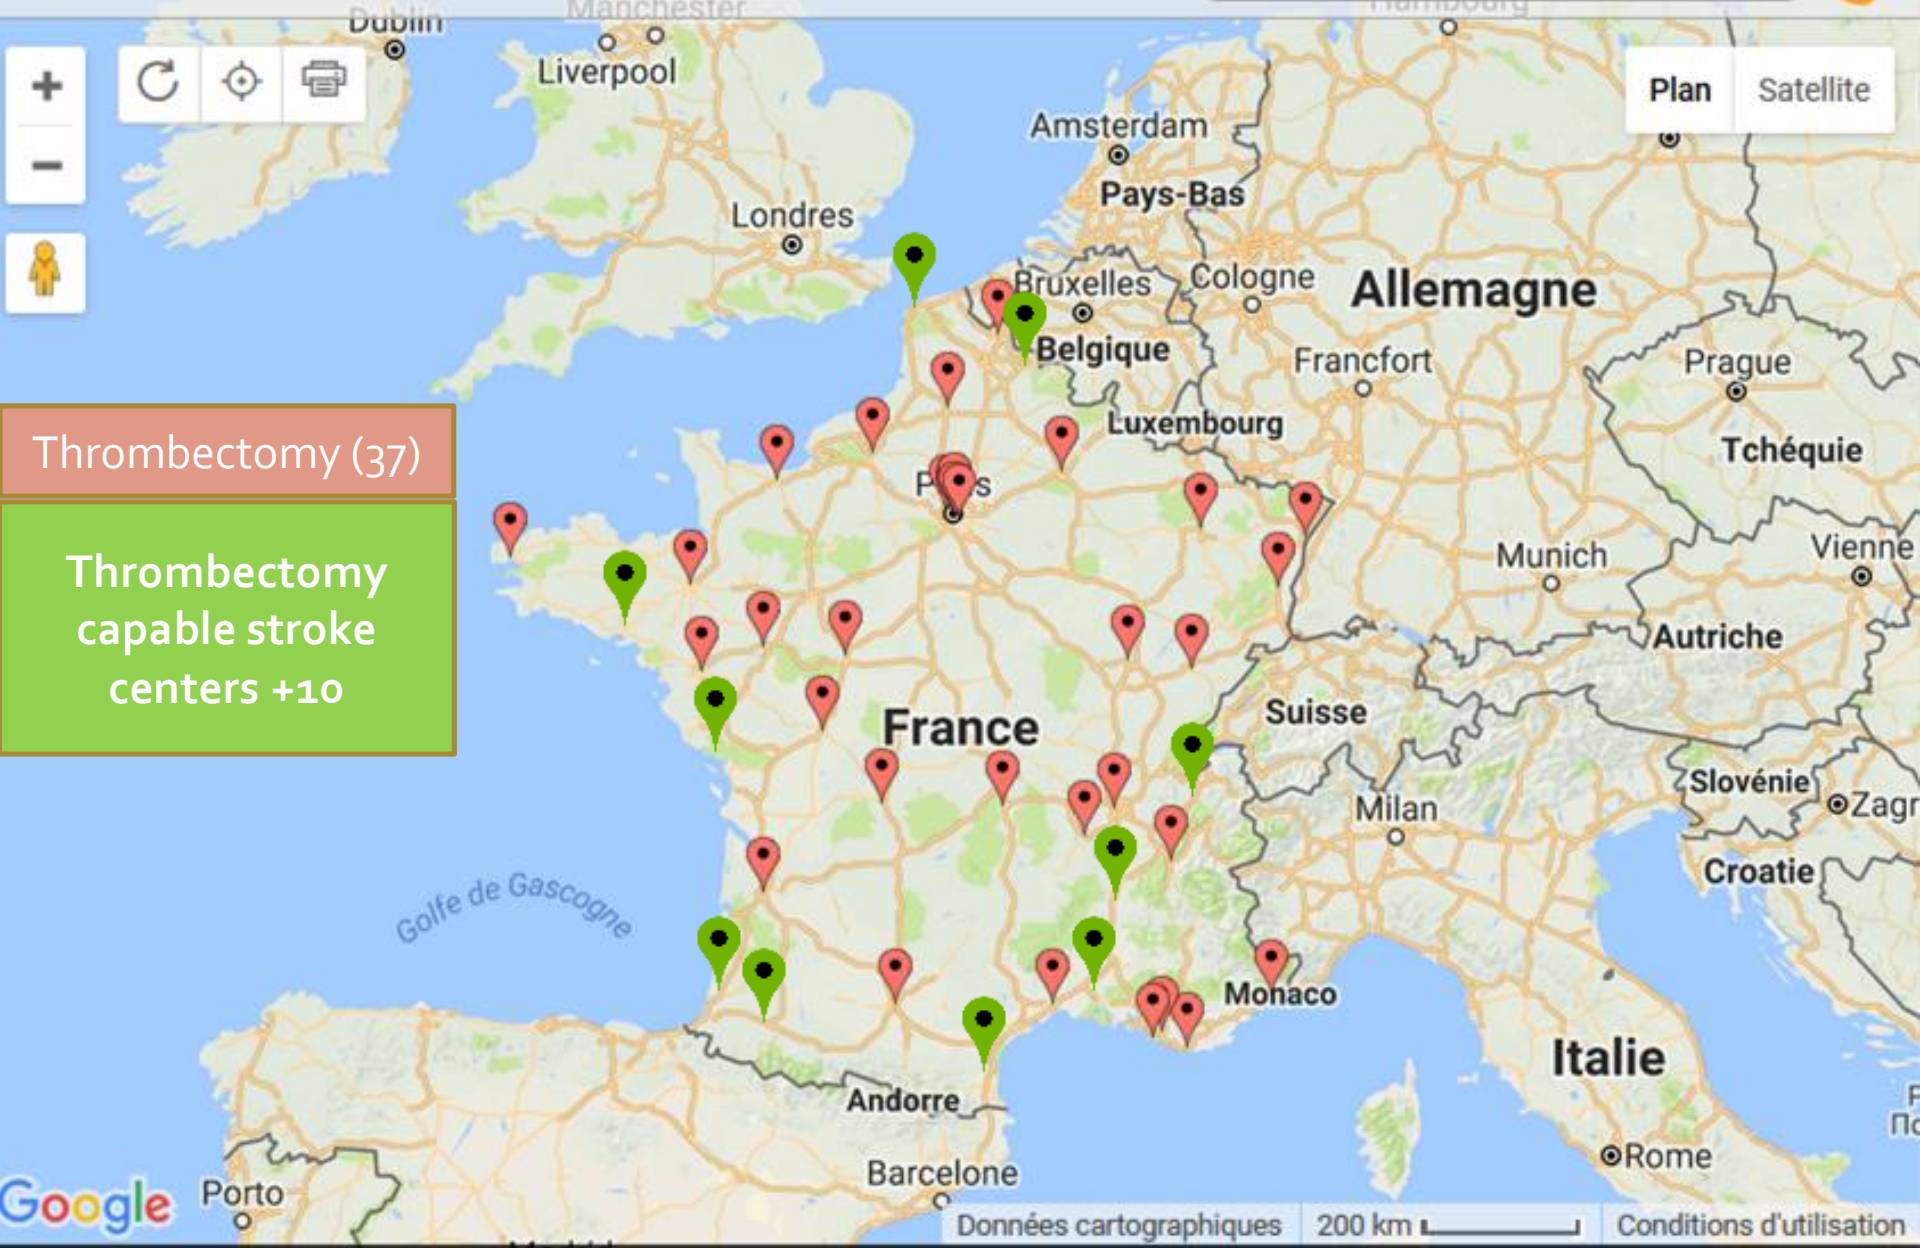 Dublin
Manchester
Hambourg
Liverpool
Plan
Satellite
Amsterdam
Pays-Bas
Londres
Bruxelles
Cologne
Allemagne
Belgique
Francfort
Prague
Luxembourg
Thrombectomy (37)
Tchéquie
Thrombectomy
capable stroke
centers +10
Munich
Vienne
Autriche
France
Suisse
Slovénie
Milan
Zagr
Croatie
Golfe de Gascogne
Monaco
Italie
Andorre
Rome
Barcelone
Google
Porto
Données cartographiques
200 km
Conditions d'utilisation